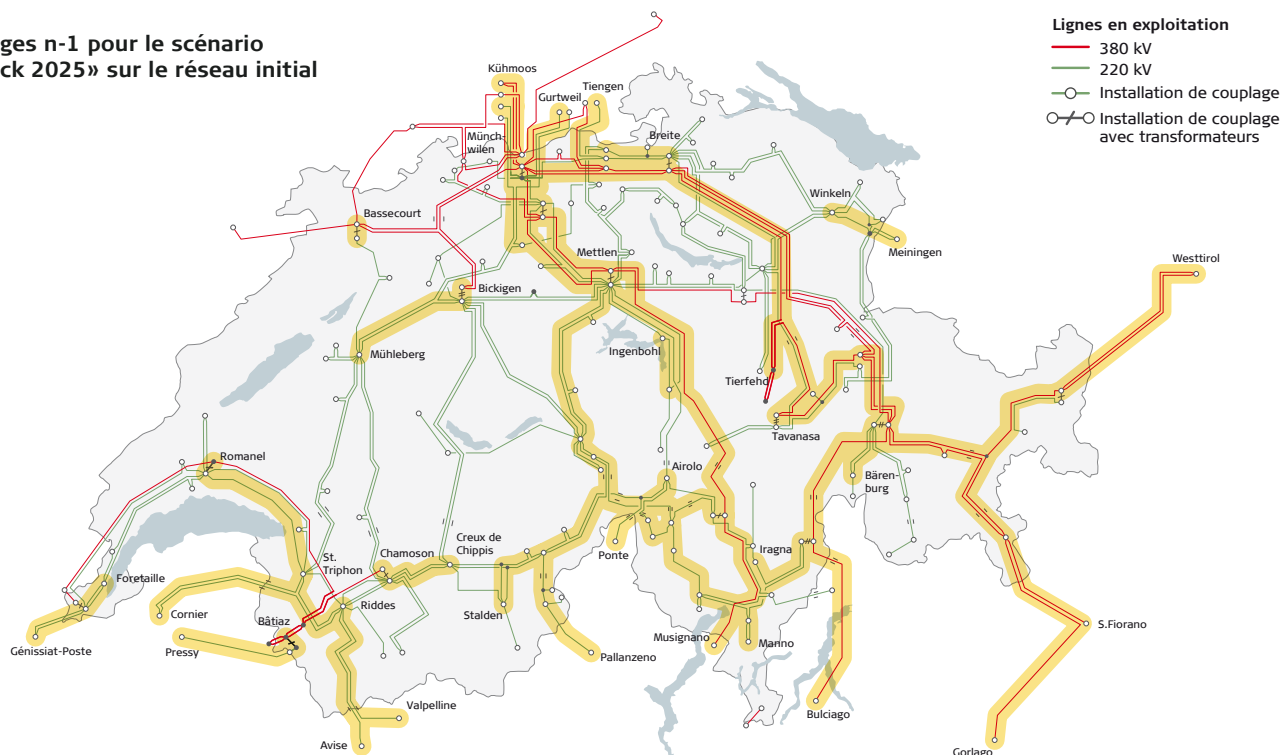 ges n-1 pour le scénario
ck 2025» sur le réseau initial
Lignes en exploitation
380 kV
220 kV
Installation de couplage
Installation de couplage
avec transformateurs
Kühmoos
Gurtweil
Tiengen
Münch
wilen
Breite
Bassecourt
Winkeln
Meiningen
Mettlen
Westtirol
Bickigen
Ingenbohl
Mühleberg
Tierfehd
Tavanasa
Romanel
Airolo
Bären-
burg
Creux de
Chippis
Chamoson
St.
Triphon
Ponte
Iragna
Foretaille
Cornier
Bâtiaz
Riddes
Stalden
S.Fiorano
Génissiat-Poste
Pressy
Musignano
Manno
Pallanzeno
Valpelline
Bulciago
Avise
Gorlago